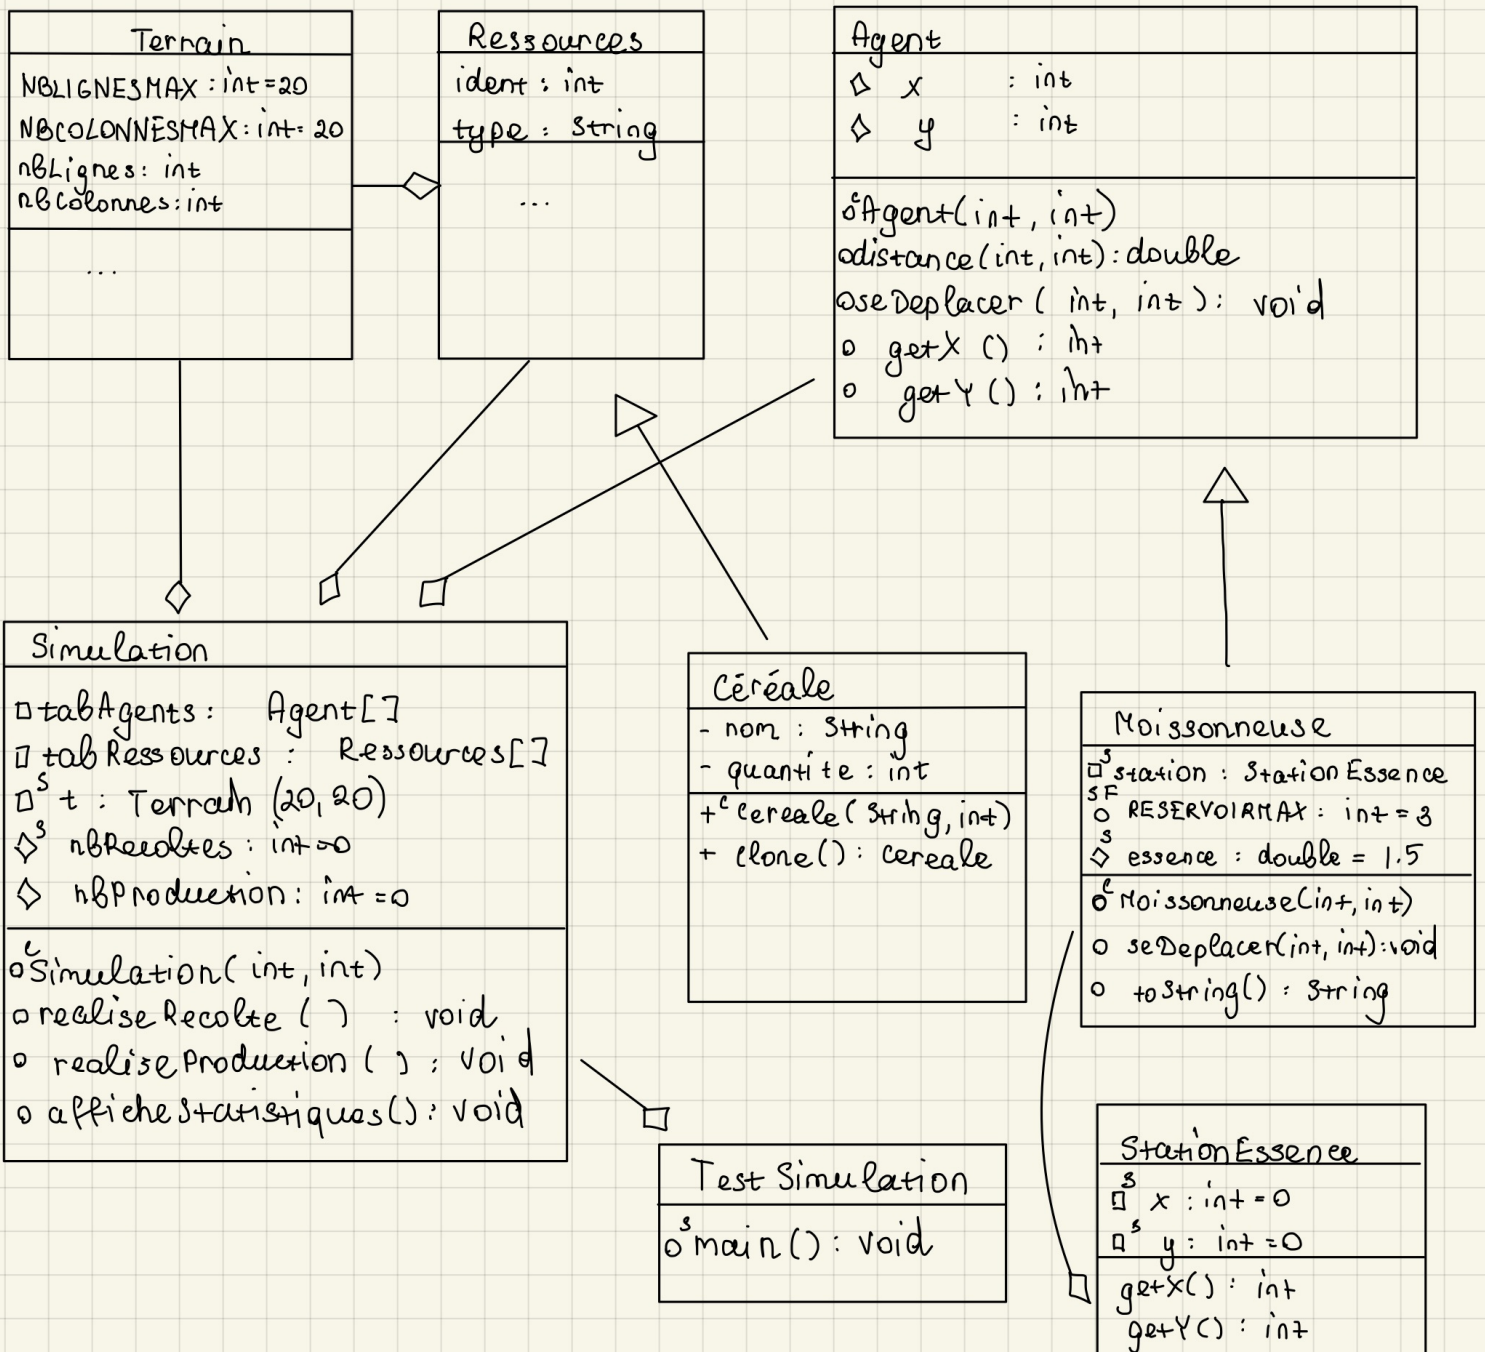 Terrain
NBLIGNESMAX : int = 20
NBCOLONNESMAX : int = 20
nbLignes : int
nbColonnes : int
...
Ressources
ident : int
type : String
...
Agent
x : int
y : int
c Agent(int, int)
distance(int, int) : double
seDeplacer ( int, int ) : void
getX () : int
getY () : int
Simulation
tabAgents : Agent[]
tabRessources : Ressources[]
s t : Terrain (20, 20)
s nbRecoltes : int = 0
nbProduction : int = 0
c Simulation( int, int)
realiseRecolte ( ) : void
realiseProduction ( ) : void
afficheStatistiques() : void
Céréale
- nom : String
- quantite : int
+ c Cereale( String, int)
+ clone() : cereale
Moissonneuse
s station : StationEssence
SF RESERVOIRMAX : int = 3
s essence : double = 1.5
c Moissonneuse(int, int)
seDeplacer(int, int) : void
toString() : String
Test Simulation
s main() : void
StationEssence
s x : int = 0
s y : int = 0
getX() : int
getY() : int